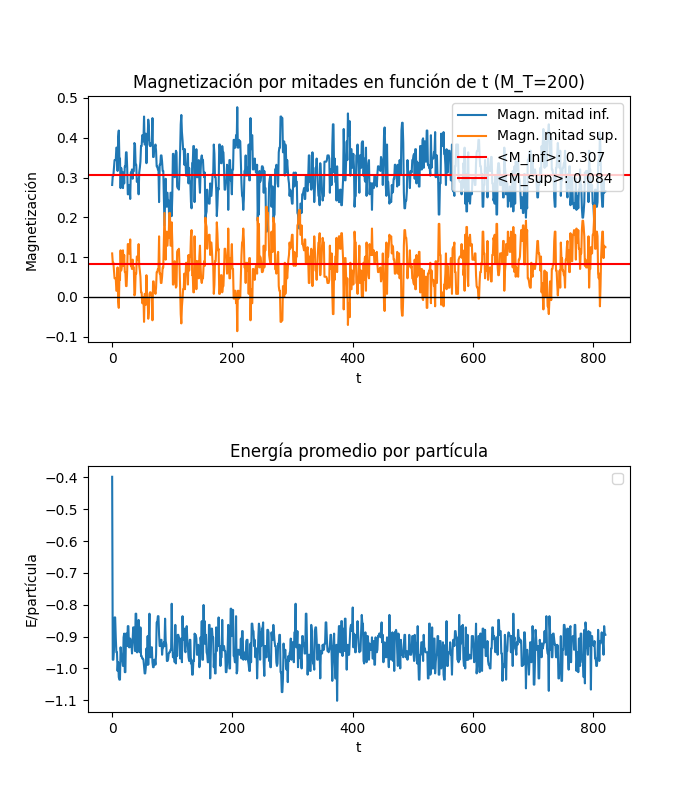 Magnetización por mitades en función de t (M_T=200)
0.5
0.4
0.3
0.2
0.1
0.0
−0.1
Magnetización
Magn. mitad inf.
Magn. mitad sup.
<M_inf>: 0.307
<M_sup>: 0.084
0
200
400
600
800
t
Energía promedio por partícula
−0.4
−0.5
−0.6
−0.7
−0.8
−0.9
−1.0
−1.1
E/partícula
0
200
400
600
800
t